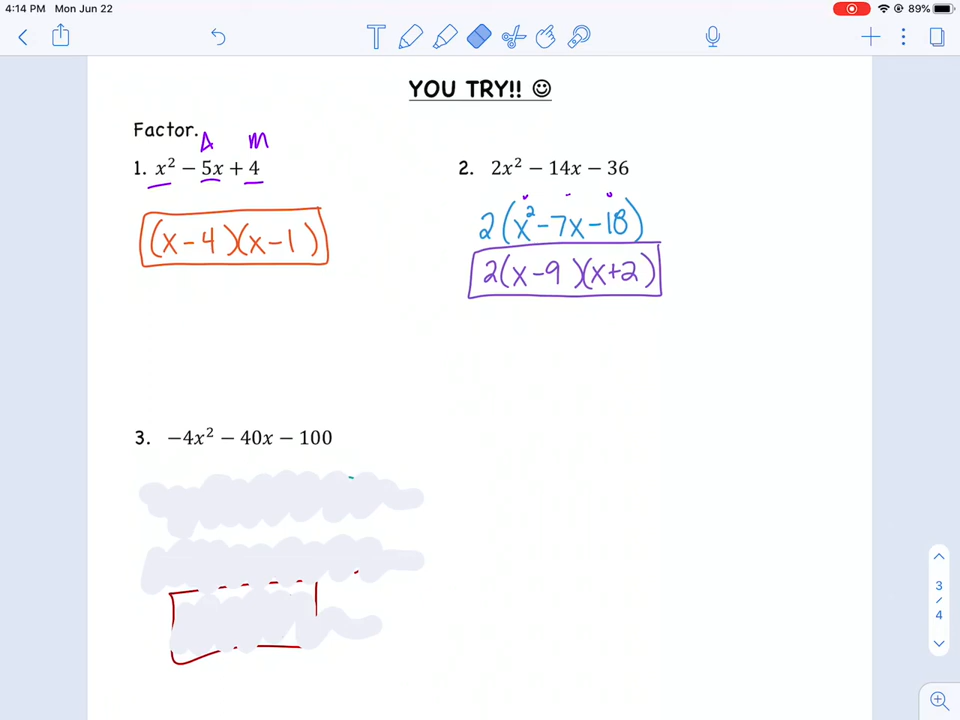 4:14 PM Mon Jun 22
89%
YOU TRY!! ☺
Factor.
A M
1. x² − 5x + 4
(x-4)(x-1)
2. 2x² − 14x − 36
2(x²-7x-18)
2(x-9)(x+2)
3. −4x² − 40x − 100
3
/
4